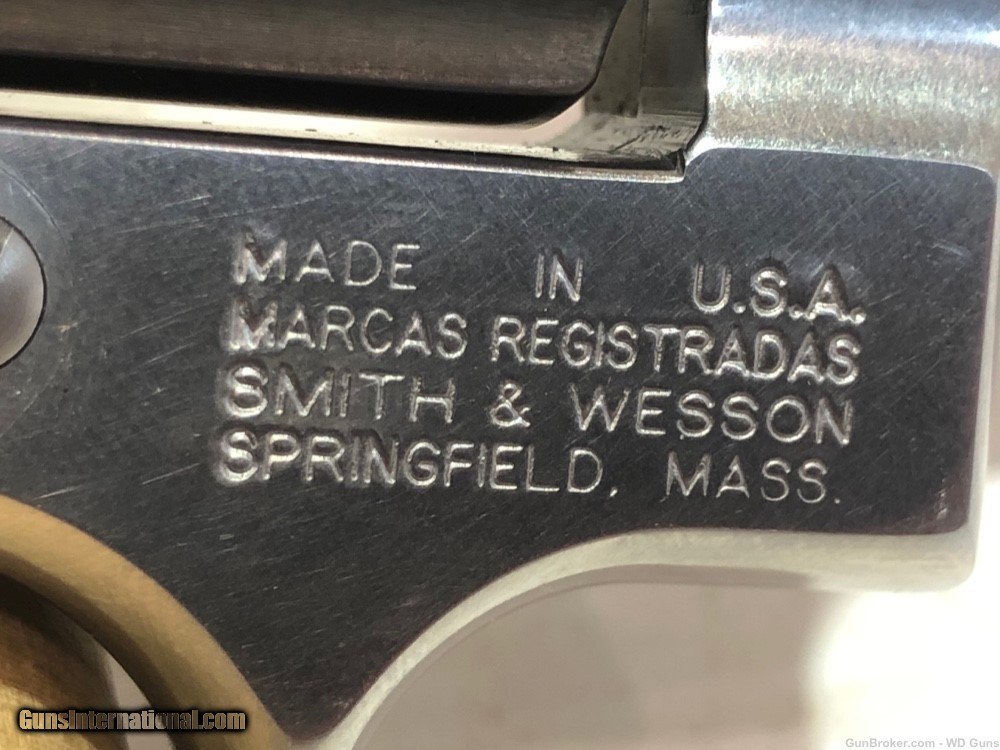 MADE IN U.S.A.
MARCAS REGISTRADAS
SMITH & WESSON
SPRINGFIELD, MASS.
GunsInternational.com
GunBroker.com - WD Guns